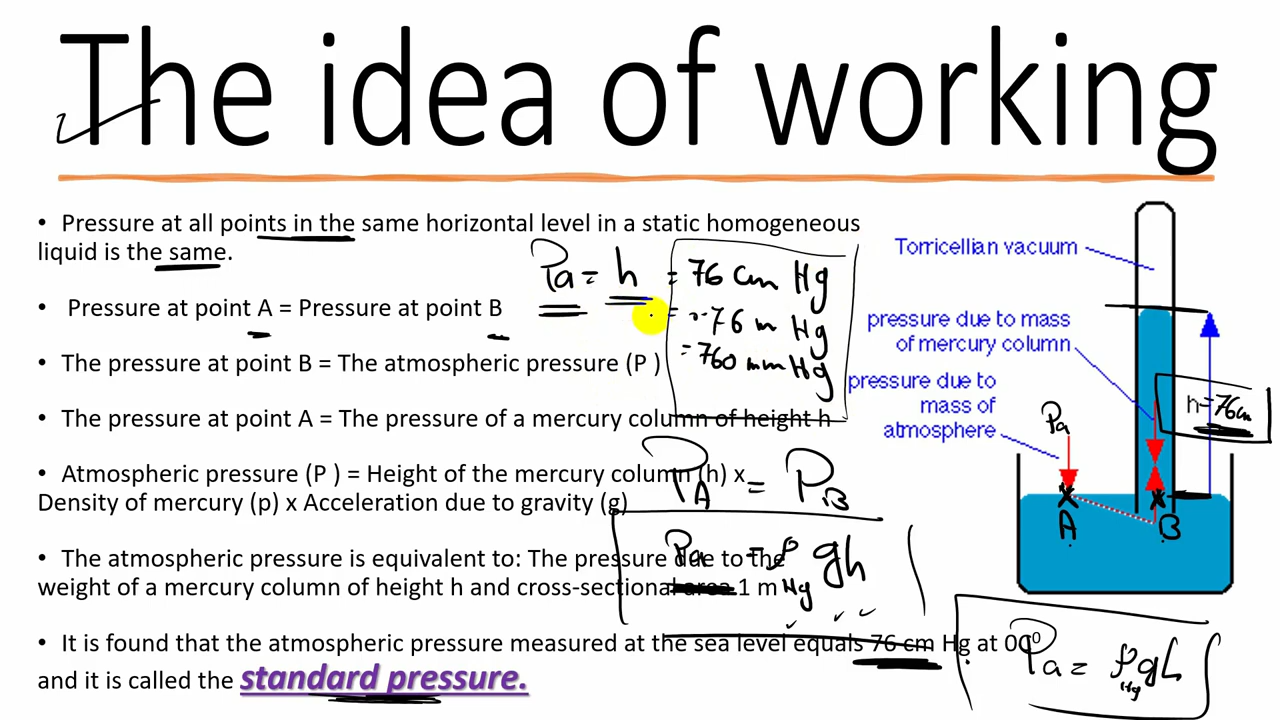 The idea of working
• Pressure at all points in the same horizontal level in a static homogeneous
liquid is the same.
• Pressure at point A = Pressure at point B
• The pressure at point B = The atmospheric pressure (P )
• The pressure at point A = The pressure of a mercury column of height h
• Atmospheric pressure (P ) = Height of the mercury column (h) x
Density of mercury (p) x Acceleration due to gravity (g)
• The atmospheric pressure is equivalent to: The pressure due to the
weight of a mercury column of height h and cross-sectional area 1 m
• It is found that the atmospheric pressure measured at the sea level equals 76 cm Hg at 0C⁰
and it is called the standard pressure.
Pa = h = 76 cm Hg
= 0.76 m Hg
= 760 mm Hg
PA = PB
Pa = ρHg gh
Torricellian vacuum
pressure due to mass
of mercury column
pressure due to
mass of
atmosphere
Pa
h=76cm
A
B
Pa = ρHg gh